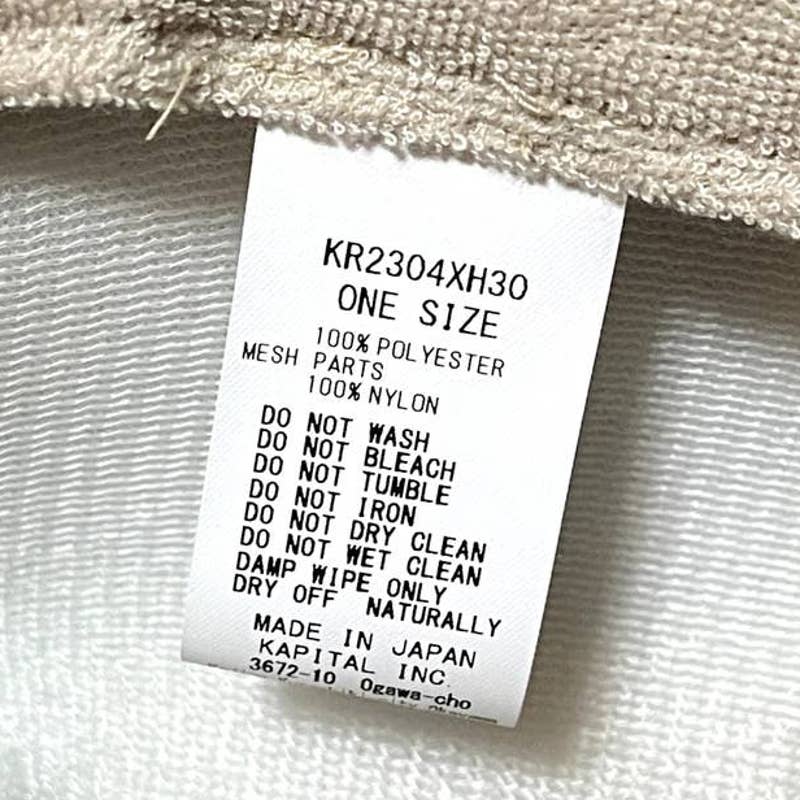 KR2304XH30
ONE SIZE
100% POLYESTER
MESH PARTS
100% NYLON
DO NOT WASH
DO NOT BLEACH
DO NOT TUMBLE
DO NOT IRON
DO NOT DRY CLEAN
DO NOT WET CLEAN
DAMP WIPE ONLY
DRY OFF NATURALLY
MADE IN JAPAN
KAPITAL INC.
3672-10 Ogawa-cho